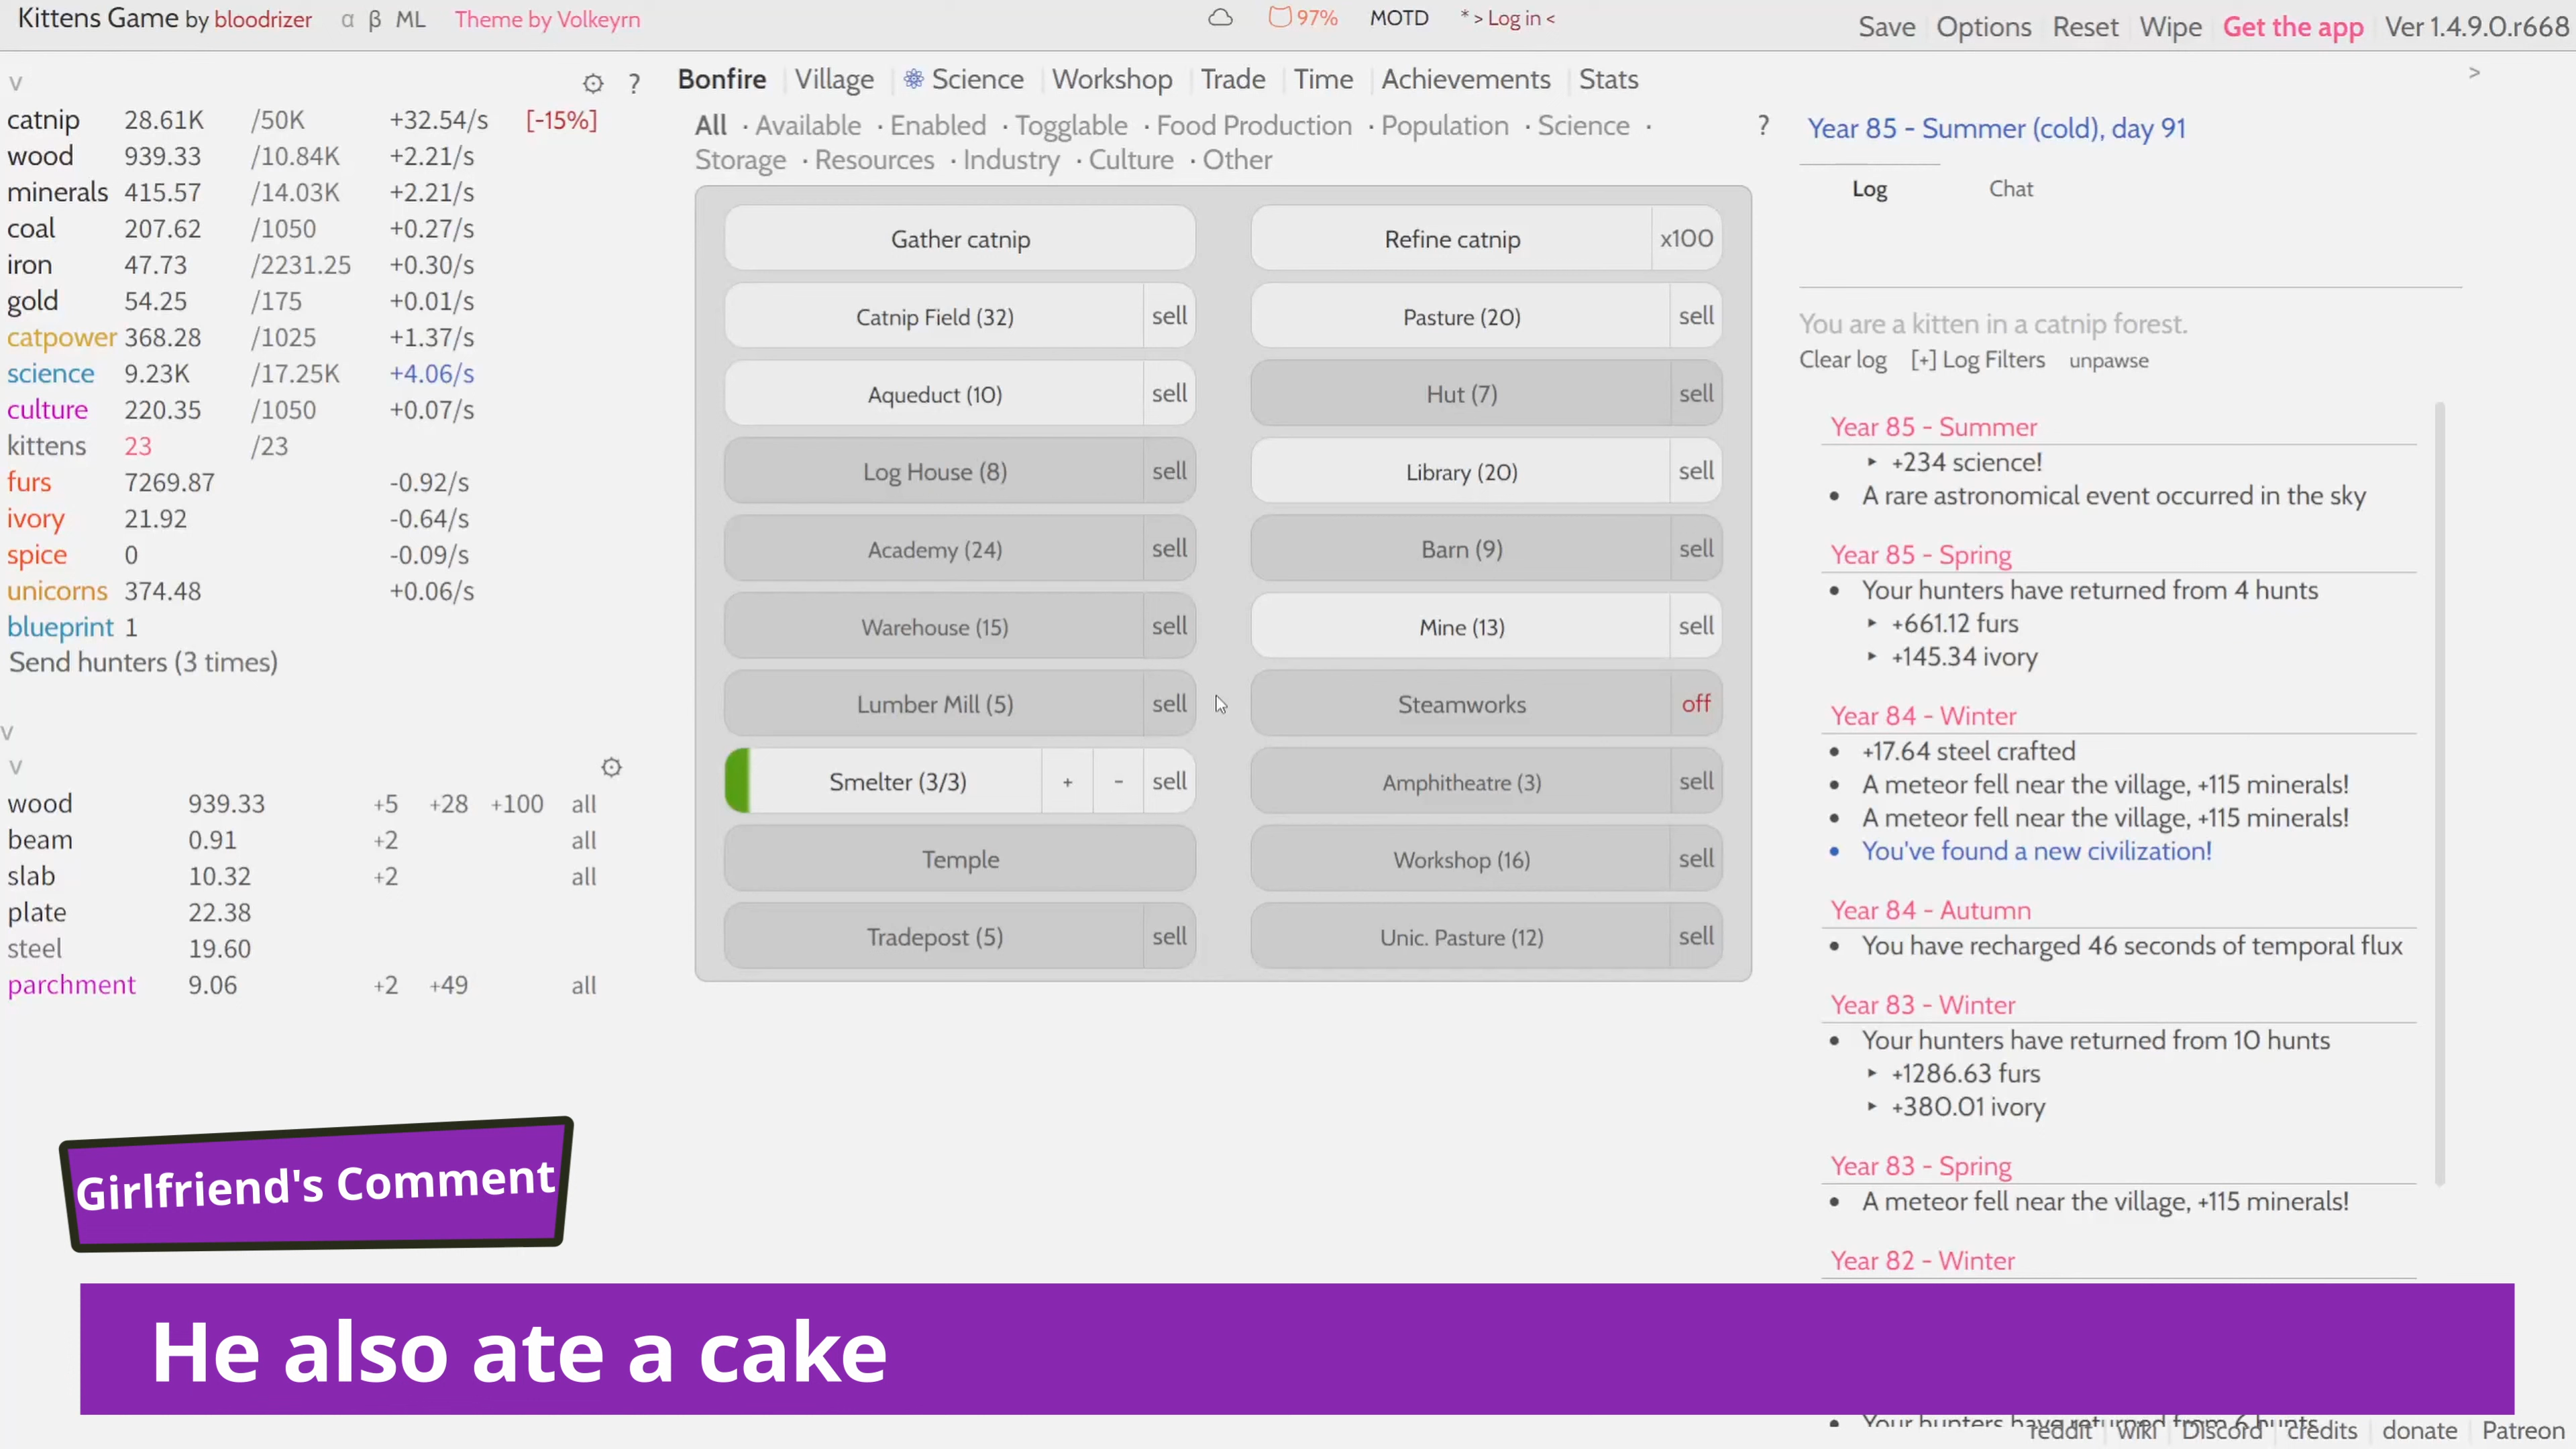 Kittens Game by bloodrizer α β ML Theme by Volkeyrn
97% MOTD * > Log in <
Save Options Reset Wipe Get the app Ver 1.4.9.0.r668
v ?
catnip 28.61K /50K +32.54/s [-15%]
wood 939.33 /10.84K +2.21/s
minerals 415.57 /14.03K +2.21/s
coal 207.62 /1050 +0.27/s
iron 47.73 /2231.25 +0.30/s
gold 54.25 /175 +0.01/s
catpower 368.28 /1025 +1.37/s
science 9.23K /17.25K +4.06/s
culture 220.35 /1050 +0.07/s
kittens 23 /23
furs 7269.87 -0.92/s
ivory 21.92 -0.64/s
spice 0 -0.09/s
unicorns 374.48 +0.06/s
blueprint 1
Send hunters (3 times)
v
v
wood 939.33 +5 +28 +100 all
beam 0.91 +2 all
slab 10.32 +2 all
plate 22.38
steel 19.60
parchment 9.06 +2 +49 all
Bonfire Village Science Workshop Trade Time Achievements Stats
All · Available · Enabled · Togglable · Food Production · Population · Science · ?
Storage · Resources · Industry · Culture · Other
Gather catnip
Refine catnip x100
Catnip Field (32) sell
Pasture (20) sell
Aqueduct (10) sell
Hut (7) sell
Log House (8) sell
Library (20) sell
Academy (24) sell
Barn (9) sell
Warehouse (15) sell
Mine (13) sell
Lumber Mill (5) sell
Steamworks off
Smelter (3/3) + - sell
Amphitheatre (3) sell
Temple
Workshop (16) sell
Tradepost (5) sell
Unic. Pasture (12) sell
>
Year 85 - Summer (cold), day 91
Log Chat
You are a kitten in a catnip forest.
Clear log [+] Log Filters unpawse
Year 85 - Summer
+234 science!
• A rare astronomical event occurred in the sky
Year 85 - Spring
• Your hunters have returned from 4 hunts
+661.12 furs
+145.34 ivory
Year 84 - Winter
• +17.64 steel crafted
• A meteor fell near the village, +115 minerals!
• A meteor fell near the village, +115 minerals!
• You've found a new civilization!
Year 84 - Autumn
• You have recharged 46 seconds of temporal flux
Year 83 - Winter
• Your hunters have returned from 10 hunts
+1286.63 furs
+380.01 ivory
Year 83 - Spring
• A meteor fell near the village, +115 minerals!
Year 82 - Winter
• Your hunters have returned from 6 hunts
reddit wiki Discord credits donate Patreon
Girlfriend's Comment
He also ate a cake